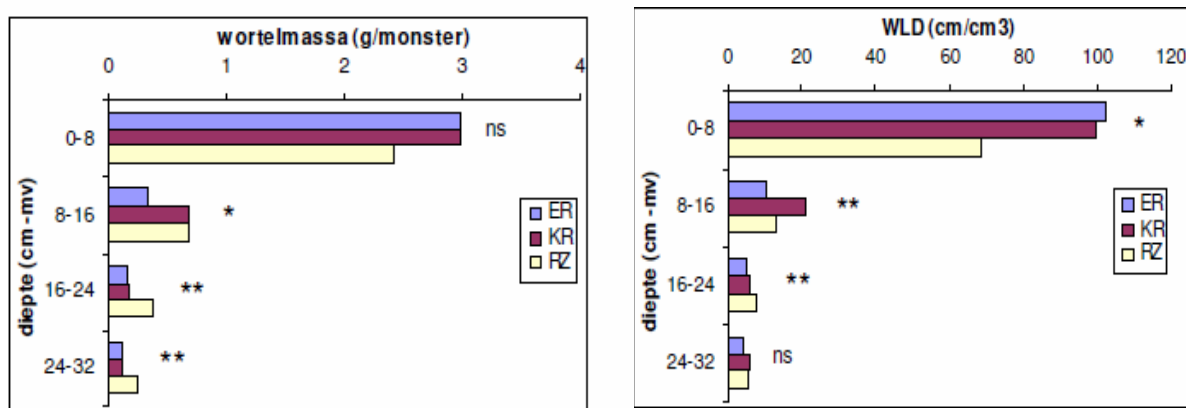 wortelmassa (g/monster)
0 1 2 3 4
diepte (cm -mv)
0-8
ns
8-16
*
16-24
**
24-32
**
ER
KR
RZ
WLD (cm/cm3)
0 20 40 60 80 100 120
diepte (cm -mv)
0-8
*
8-16
**
16-24
**
24-32
ns
ER
KR
RZ